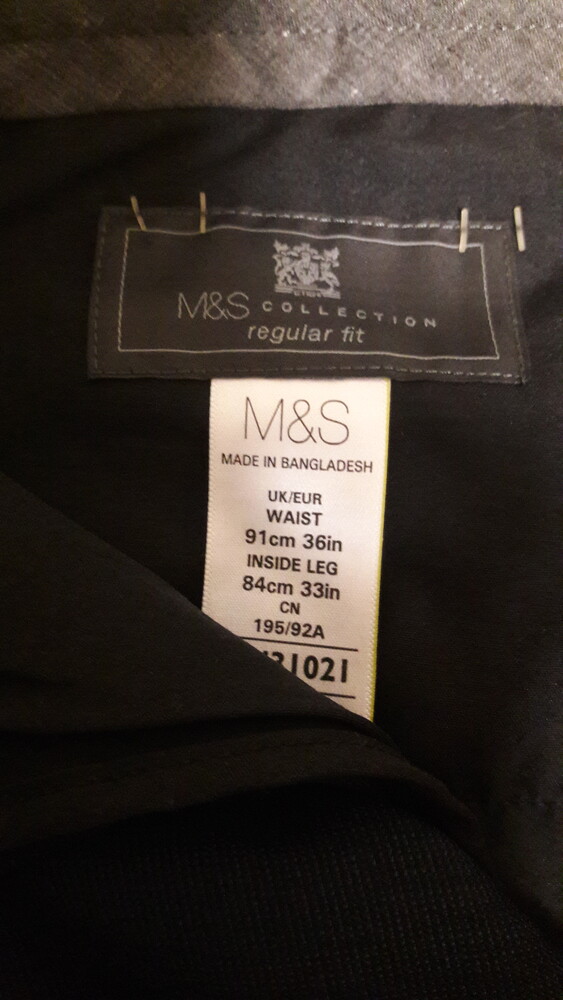 M&S COLLECTION
regular fit
M&S
MADE IN BANGLADESH
UK/EUR
WAIST
91cm 36in
INSIDE LEG
84cm 33in
CN
195/92A